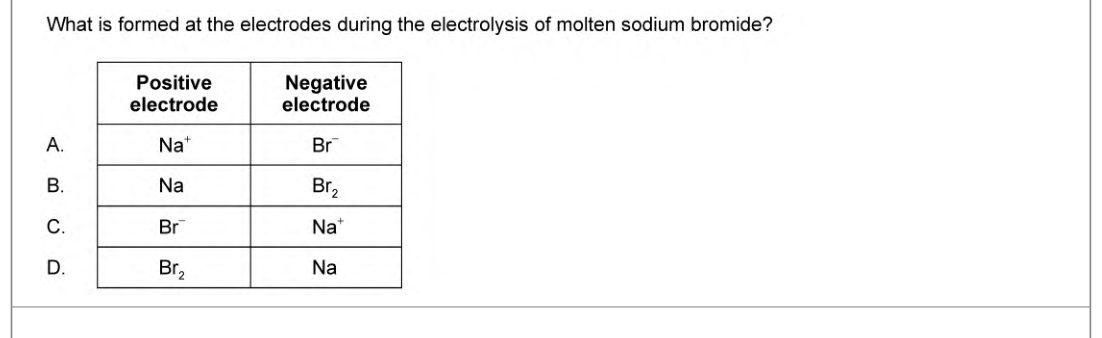 What is formed at the electrodes during the electrolysis of molten sodium bromide?
Positive electrode Negative electrode
A. Na⁺ Br⁻
B. Na Br₂
C. Br⁻ Na⁺
D. Br₂ Na